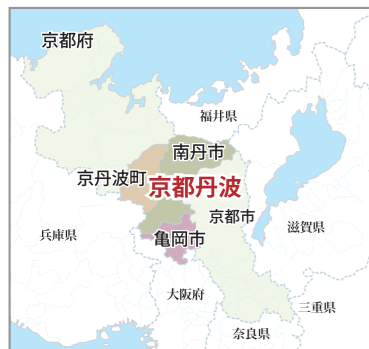 京都府
福井県
南丹市
京丹波町
京都丹波
京都市
兵庫県
亀岡市
滋賀県
大阪府
三重県
奈良県